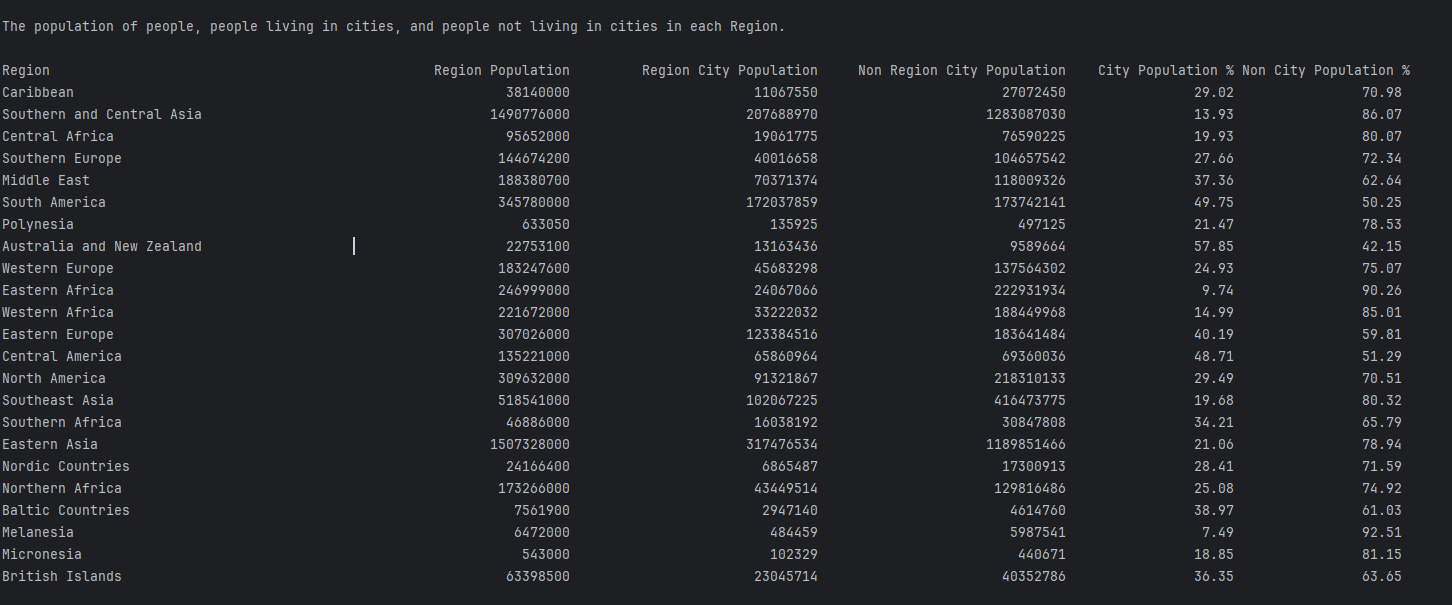 The population of people, people living in cities, and people not living in cities in each Region.
Region Region Population Region City Population Non Region City Population City Population % Non City Population %
Caribbean 38140000 11067550 27072450 29.02 70.98
Southern and Central Asia 1490776000 207688970 1283087030 13.93 86.07
Central Africa 95652000 19061775 76590225 19.93 80.07
Southern Europe 144674200 40016658 104657542 27.66 72.34
Middle East 188380700 70371374 118009326 37.36 62.64
South America 345780000 172037859 173742141 49.75 50.25
Polynesia 633050 135925 497125 21.47 78.53
Australia and New Zealand 22753100 13163436 9589664 57.85 42.15
Western Europe 183247600 45683298 137564302 24.93 75.07
Eastern Africa 246999000 24067066 222931934 9.74 90.26
Western Africa 221672000 33222032 188449968 14.99 85.01
Eastern Europe 307026000 123384516 183641484 40.19 59.81
Central America 135221000 65860964 69360036 48.71 51.29
North America 309632000 91321867 218310133 29.49 70.51
Southeast Asia 518541000 102067225 416473775 19.68 80.32
Southern Africa 46886000 16038192 30847808 34.21 65.79
Eastern Asia 1507328000 317476534 1189851466 21.06 78.94
Nordic Countries 24166400 6865487 17300913 28.41 71.59
Northern Africa 173266000 43449514 129816486 25.08 74.92
Baltic Countries 7561900 2947140 4614760 38.97 61.03
Melanesia 6472000 484459 5987541 7.49 92.51
Micronesia 543000 102329 440671 18.85 81.15
British Islands 63398500 23045714 40352786 36.35 63.65